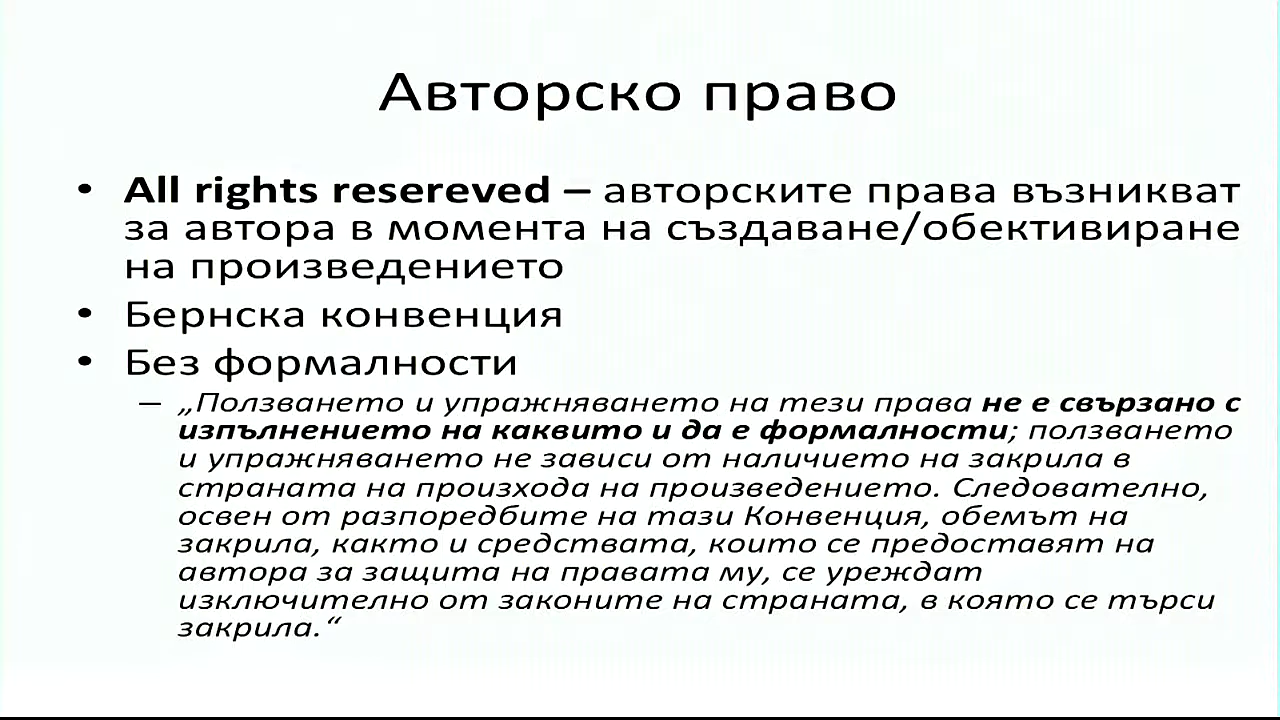 Авторско право
• All rights resereved – авторските права възникват
за автора в момента на създаване/обективиране
на произведението
• Бернска конвенция
• Без формалности
– „Ползването и упражняването на тези права не е свързано с
изпълнението на каквито и да е формалности; ползването
и упражняването не зависи от наличието на закрила в
страната на произхода на произведението. Следователно,
освен от разпоредбите на тази Конвенция, обемът на
закрила, както и средствата, които се предоставят на
автора за защита на правата му, се уреждат
изключително от законите на страната, в която се търси
закрила.“